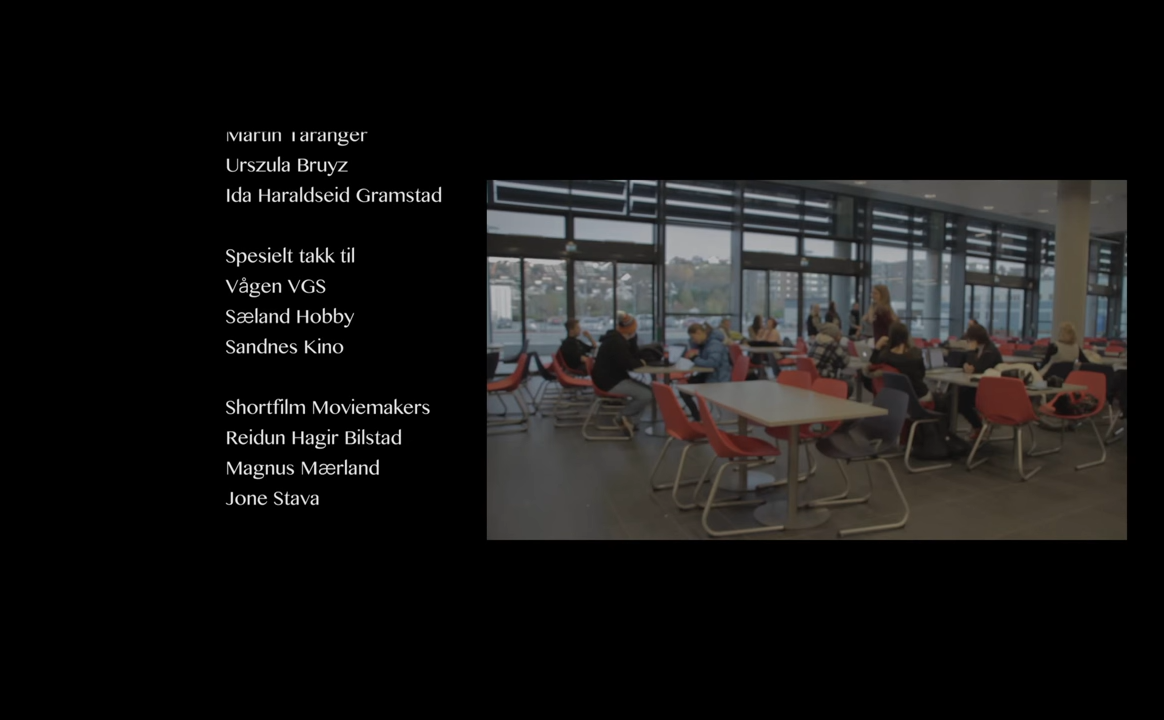 Martin Taranger
Urszula Bruyz
Ida Haraldseid Gramstad
Spesielt takk til
Vågen VGS
Sæland Hobby
Sandnes Kino
Shortfilm Moviemakers
Reidun Hagir Bilstad
Magnus Mærland
Jone Stava